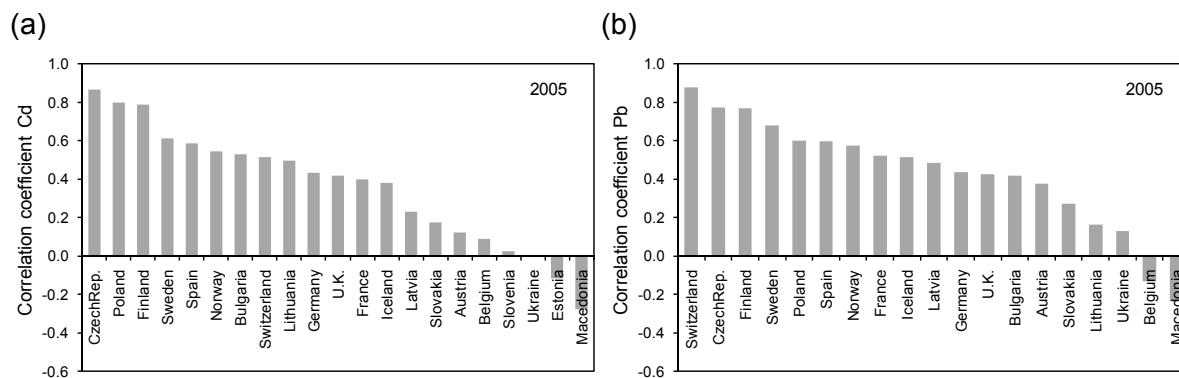 (a)
Correlation coefficient Cd
1.0
0.8
0.6
0.4
0.2
0.0
-0.2
-0.4
-0.6
2005
CzechRep.
Poland
Finland
Sweden
Spain
Norway
Bulgaria
Switzerland
Lithuania
Germany
U.K.
France
Iceland
Latvia
Slovakia
Austria
Belgium
Slovenia
Ukraine
Estonia
Macedonia
(b)
Correlation coefficient Pb
1.0
0.8
0.6
0.4
0.2
0.0
-0.2
-0.4
-0.6
2005
Switzerland
CzechRep.
Finland
Sweden
Poland
Spain
Norway
France
Iceland
Latvia
Germany
U.K.
Bulgaria
Austria
Slovakia
Lithuania
Ukraine
Belgium
Macedonia